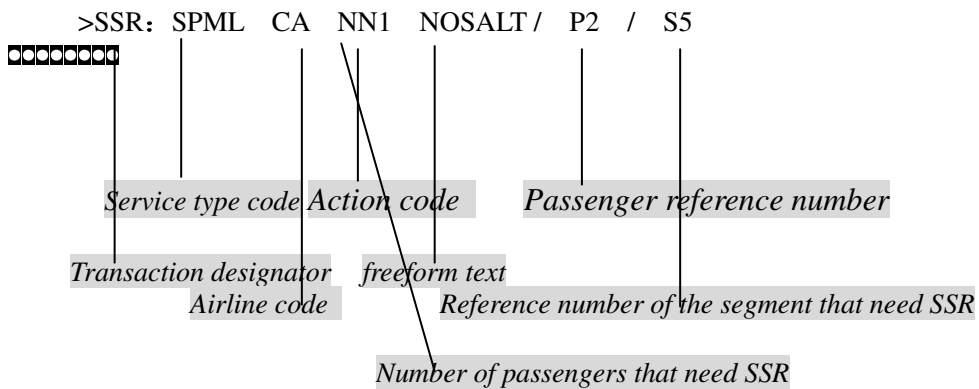 >SSR：SPML CA NN1 NOSALT / P2 / S5
Service type code Action code Passenger reference number
Transaction designator freeform text
Airline code Reference number of the segment that need SSR
Number of passengers that need SSR